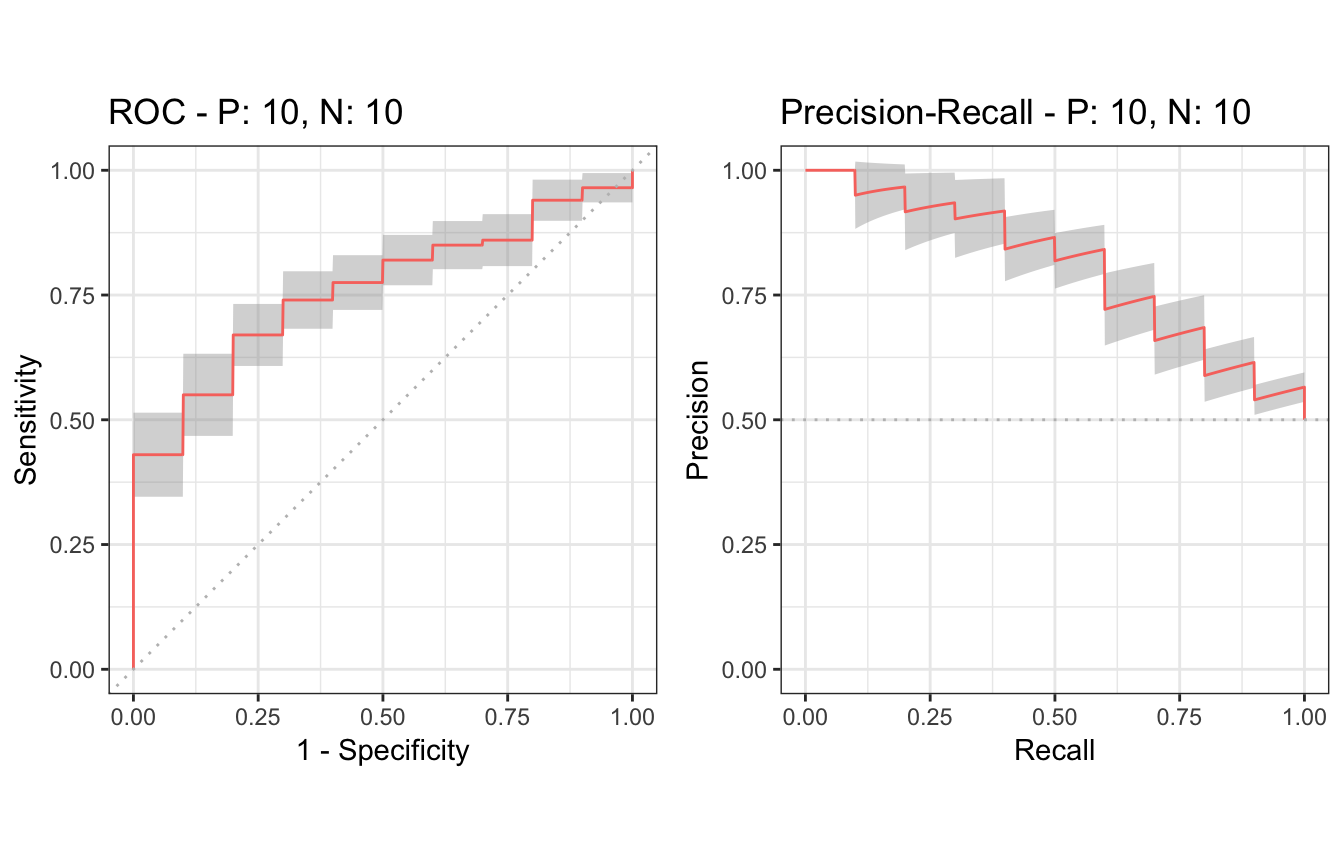 ROC - P: 10, N: 10
1.00
0.75
0.50
0.25
0.00
Sensitivity
0.00 0.25 0.50 0.75 1.00
1 - Specificity
Precision-Recall - P: 10, N: 10
1.00
0.75
0.50
0.25
0.00
Precision
0.00 0.25 0.50 0.75 1.00
Recall